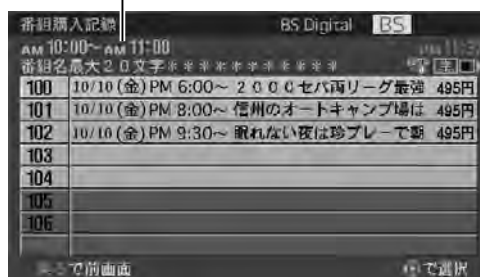 番組購入記録 BS Digital BS
AM 10:00~AM 11:00
番組名最大20文字**********
100 10/10(金)PM 6:00~ 2000セパ両リーグ最強 495円
101 10/10(金)PM 8:00~ 信州のオートキャンプ場は 495円
102 10/10(金)PM 9:30~ 眠れない夜は珍プレーで朝 495円
103
104
105
106
で前画面 で選択